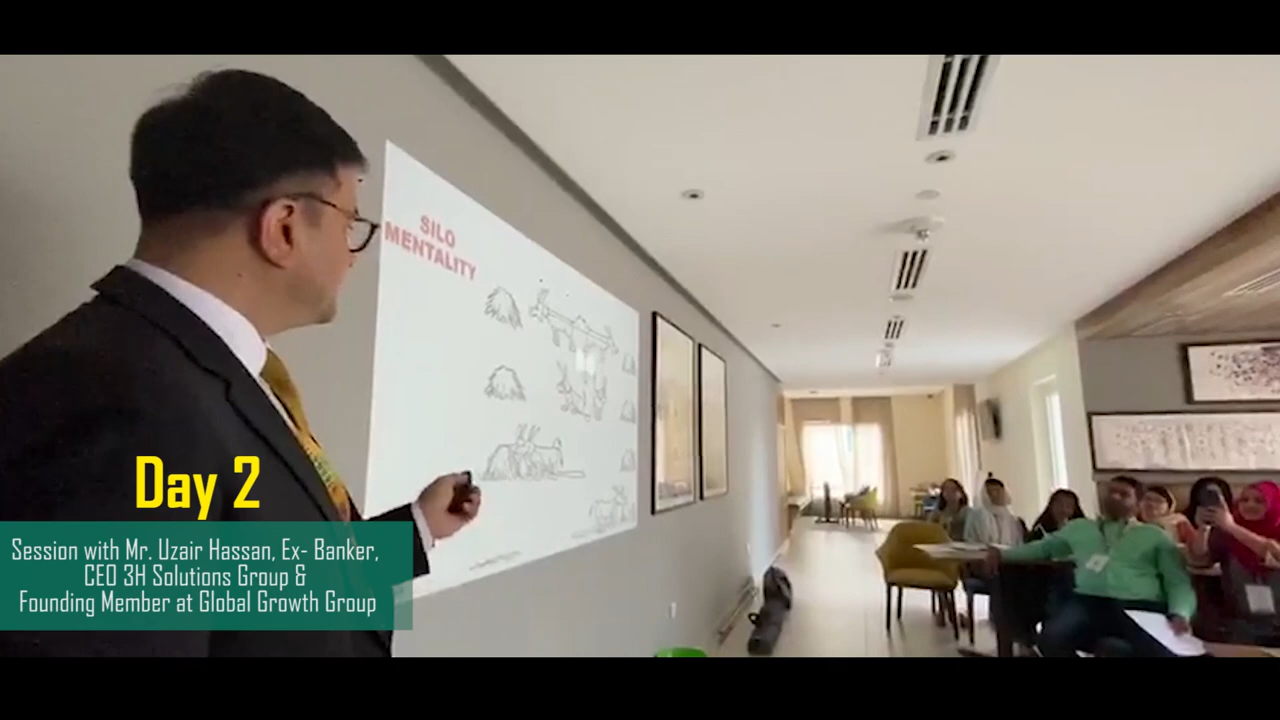 SILO
MENTALITY
Day 2
Session with Mr. Uzair Hassan, Ex- Banker,
CEO 3H Solutions Group &
Founding Member at Global Growth Group